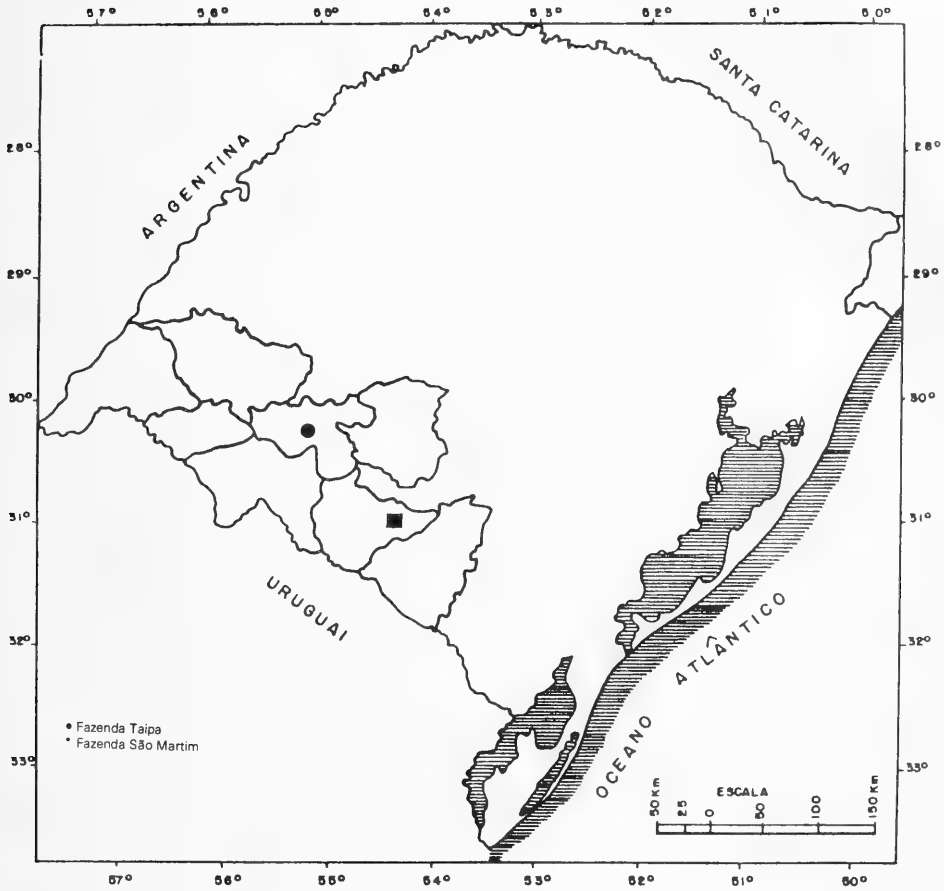 57° 56° 55° 54° 53° 52° 51° 50°
SANTA CATARINA
ARGENTINA
28° 28°
29° 29°
30° 30°
31° 31°
URUGUAI
OCEANO ATLÂNTICO
32° 32°
• Fazenda Taipa
▪ Fazenda São Martim
33° 33°
ESCALA
50 Km 25 0 50 100 150 Km
57° 56° 55° 54° 53° 52° 51° 50°